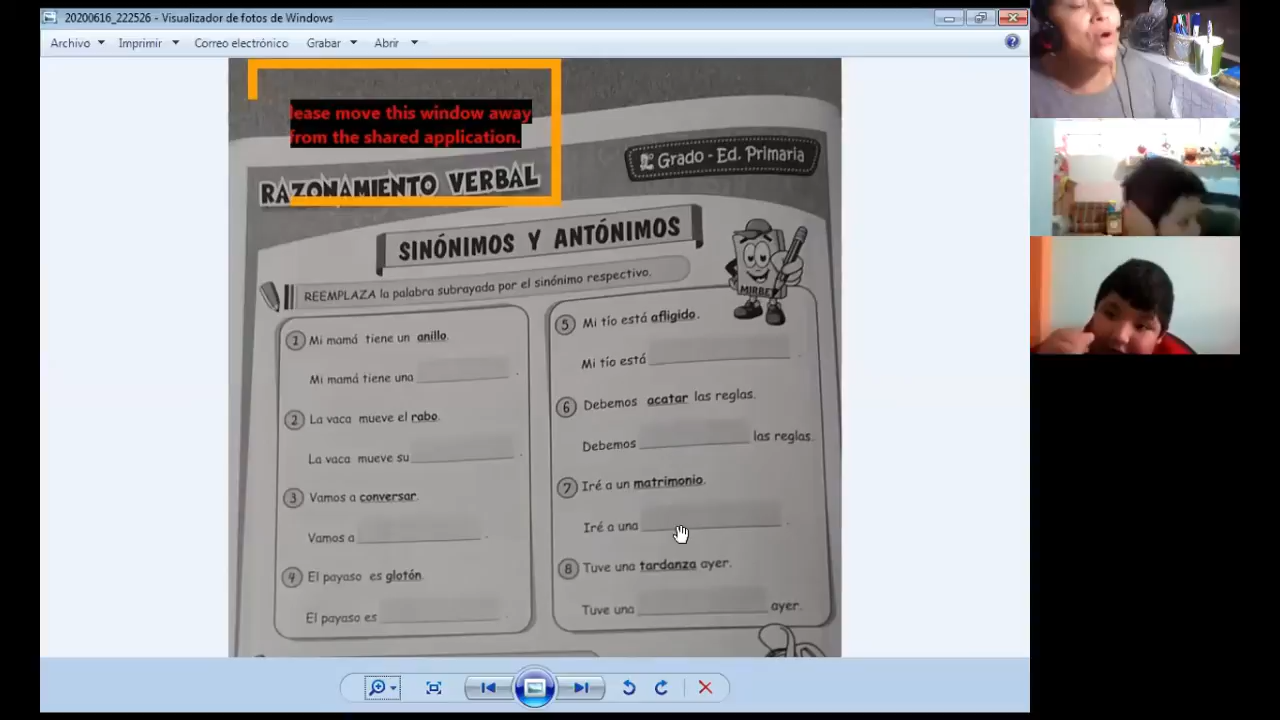 20200616_222526 - Visualizador de fotos de Windows
Archivo Imprimir Correo electrónico Grabar Abrir
lease move this window away
from the shared application.
RAZONAMIENTO VERBAL
Grado - Ed. Primaria
SINÓNIMOS Y ANTÓNIMOS
REEMPLAZA la palabra subrayada por el sinónimo respectivo.
MIRBET
1 Mi mamá tiene un anillo.
Mi mamá tiene una .
2 La vaca mueve el rabo.
La vaca mueve su .
3 Vamos a conversar.
Vamos a .
4 El payaso es glotón.
El payaso es .
5 Mi tío está afligido.
Mi tío está .
6 Debemos acatar las reglas.
Debemos las reglas.
7 Iré a un matrimonio.
Iré a una .
8 Tuve una tardanza ayer.
Tuve una ayer.